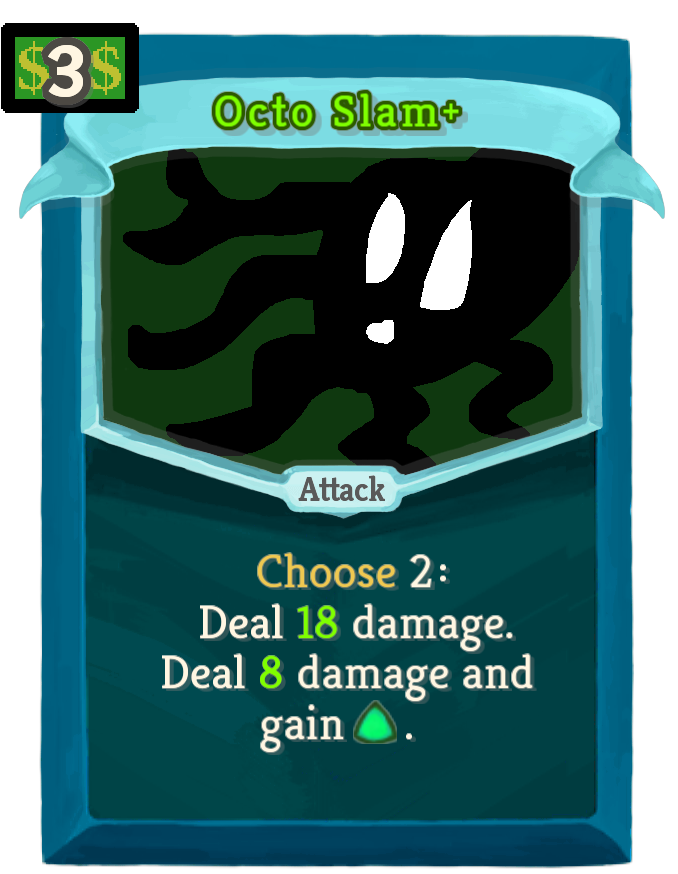 $3$
Octo Slam+
Attack
Choose 2:
Deal 18 damage.
Deal 8 damage and
gain .